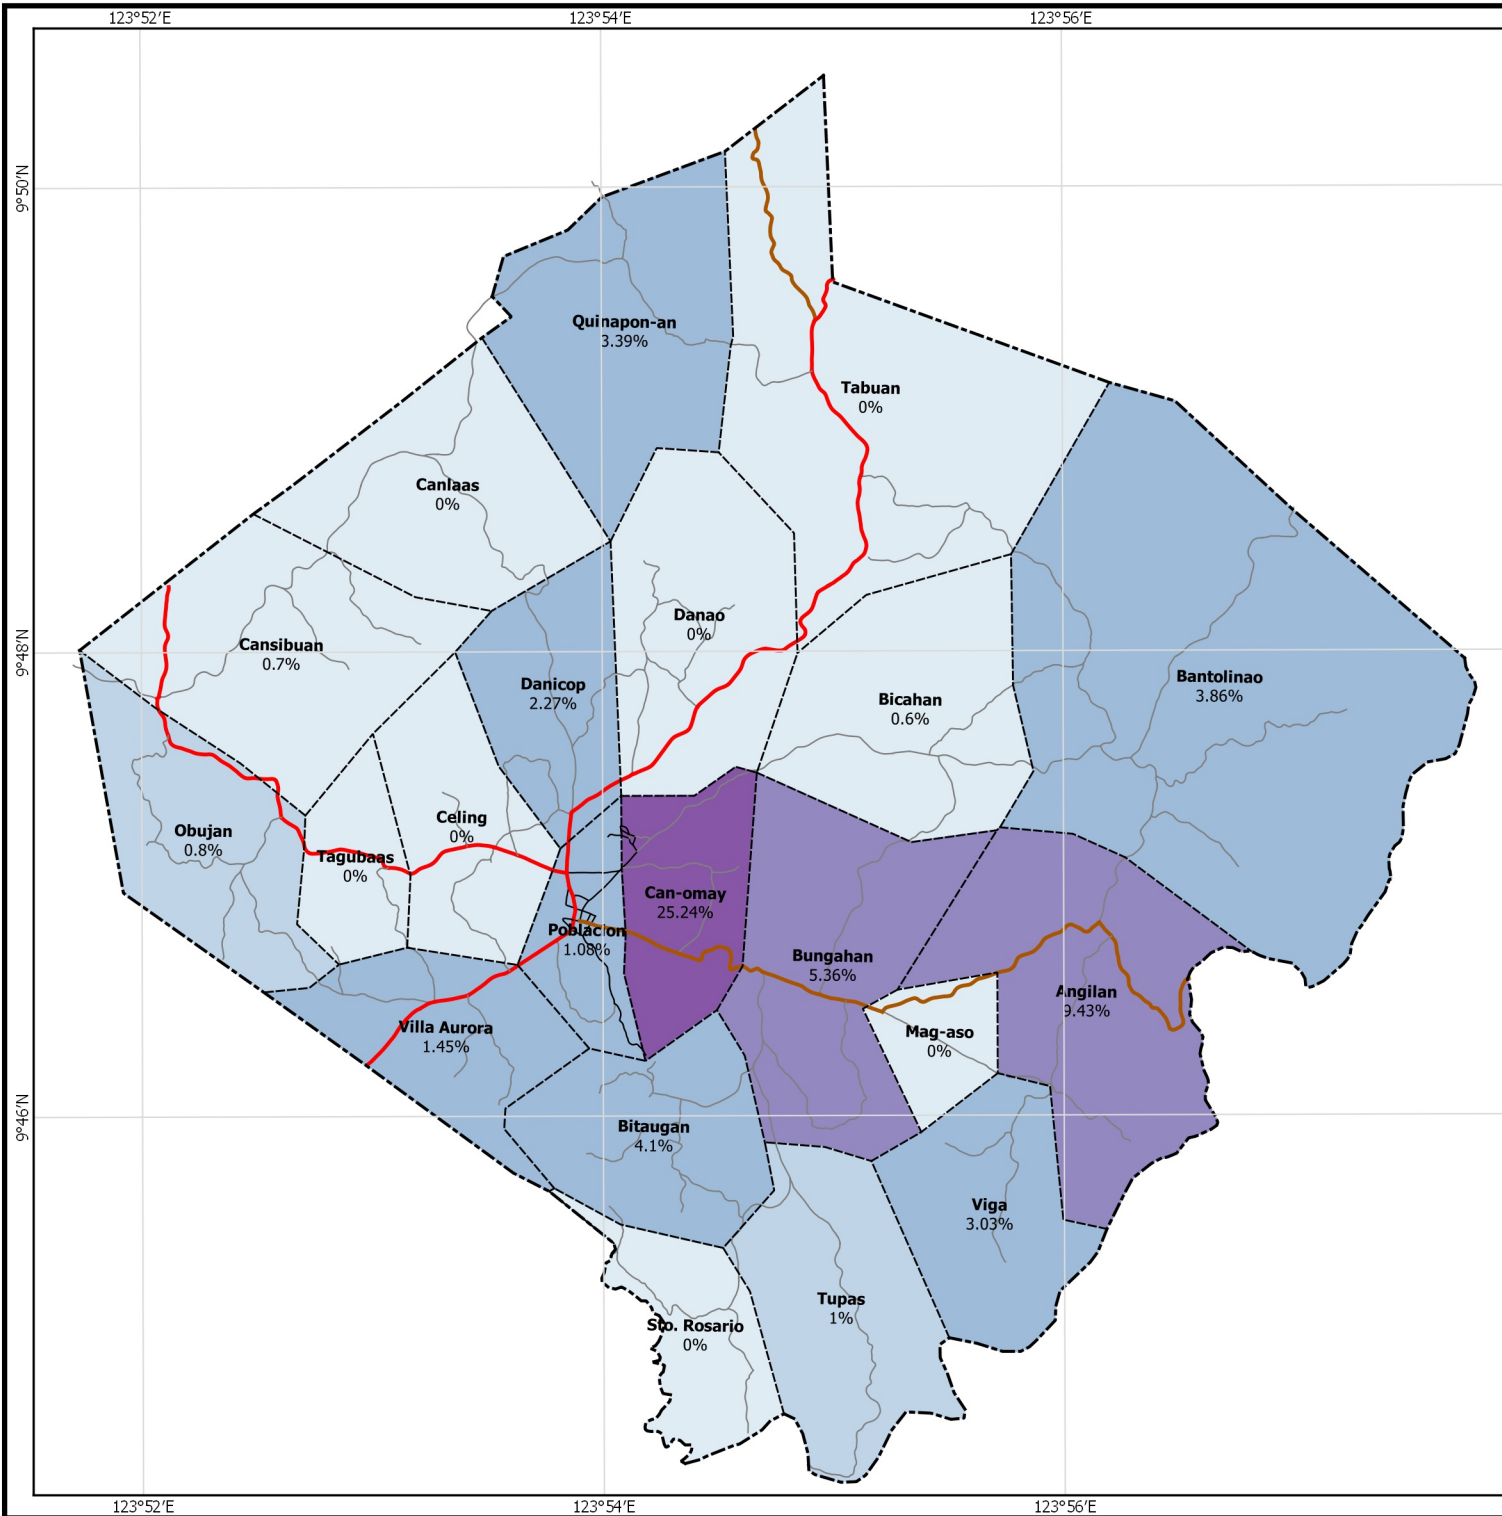 123°52′E
123°54′E
123°56′E
9°50′N
Quinapon-an
3.39%
Tabuan
0%
Canlaas
0%
Danao
0%
9°48′N
Cansibuan
0.7%
Danicop
2.27%
Bantolinao
3.86%
Bicahan
0.6%
Celing
0%
Obujan
0.8%
Tagubaas
0%
Can-omay
25.24%
Poblacion
1.08%
Bungahan
5.36%
Angilan
9.43%
Villa Aurora
1.45%
Mag-aso
0%
9°46′N
Bitaugan
4.1%
Viga
3.03%
Tupas
1%
Sto. Rosario
0%
123°52′E
123°54′E
123°56′E